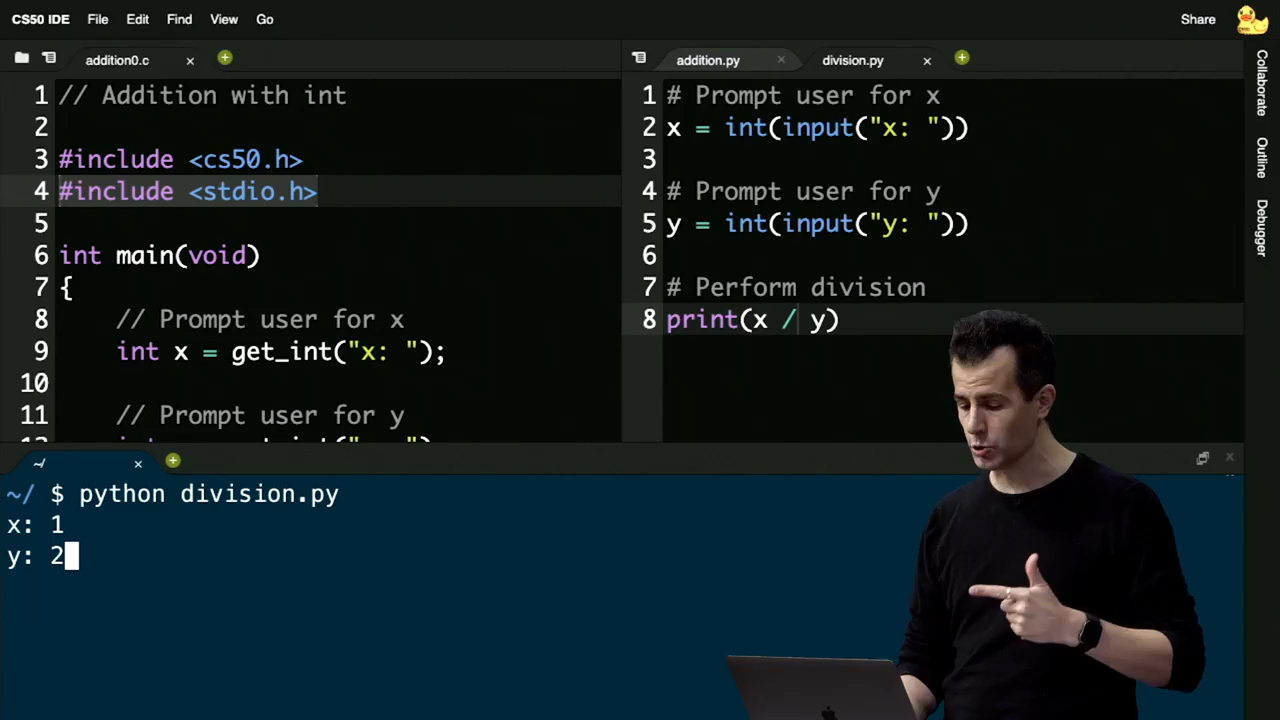 CS50 IDE File Edit Find View Go Share
addition0.c
addition.py division.py
1 // Addition with int
2
3 #include <cs50.h>
4 #include <stdio.h>
5
6 int main(void)
7 {
8 // Prompt user for x
9 int x = get_int("x: ");
10
11 // Prompt user for y
1 # Prompt user for x
2 x = int(input("x: "))
3
4 # Prompt user for y
5 y = int(input("y: "))
6
7 # Perform division
8 print(x / y)
Collaborate
Outline
Debugger
~/
~/ $ python division.py
x: 1
y: 2